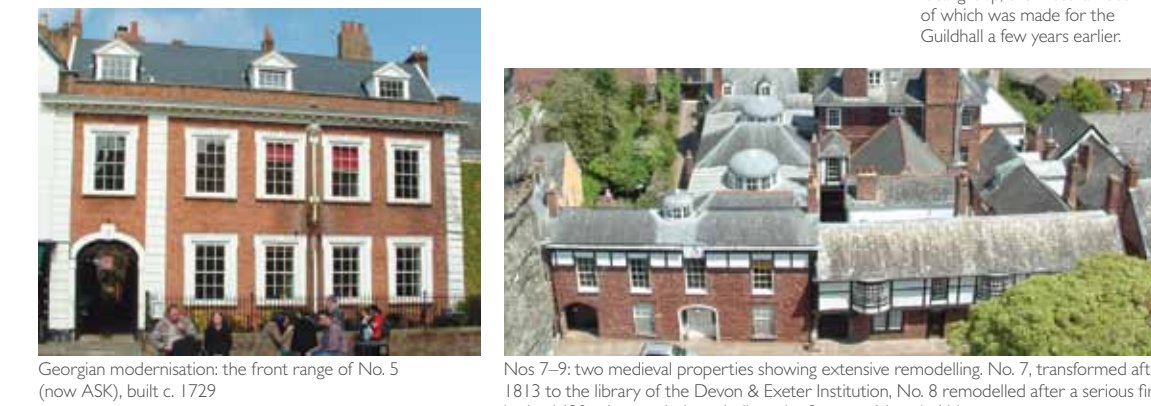 of which was made for the
Guildhall a few years earlier.
Georgian modernisation: the front range of No. 5
(now ASK), built c. 1729
Nos 7–9: two medieval properties showing extensive remodelling. No. 7, transformed
1813 to the library of the Devon & Exeter Institution, No. 8 remodelled after a serious